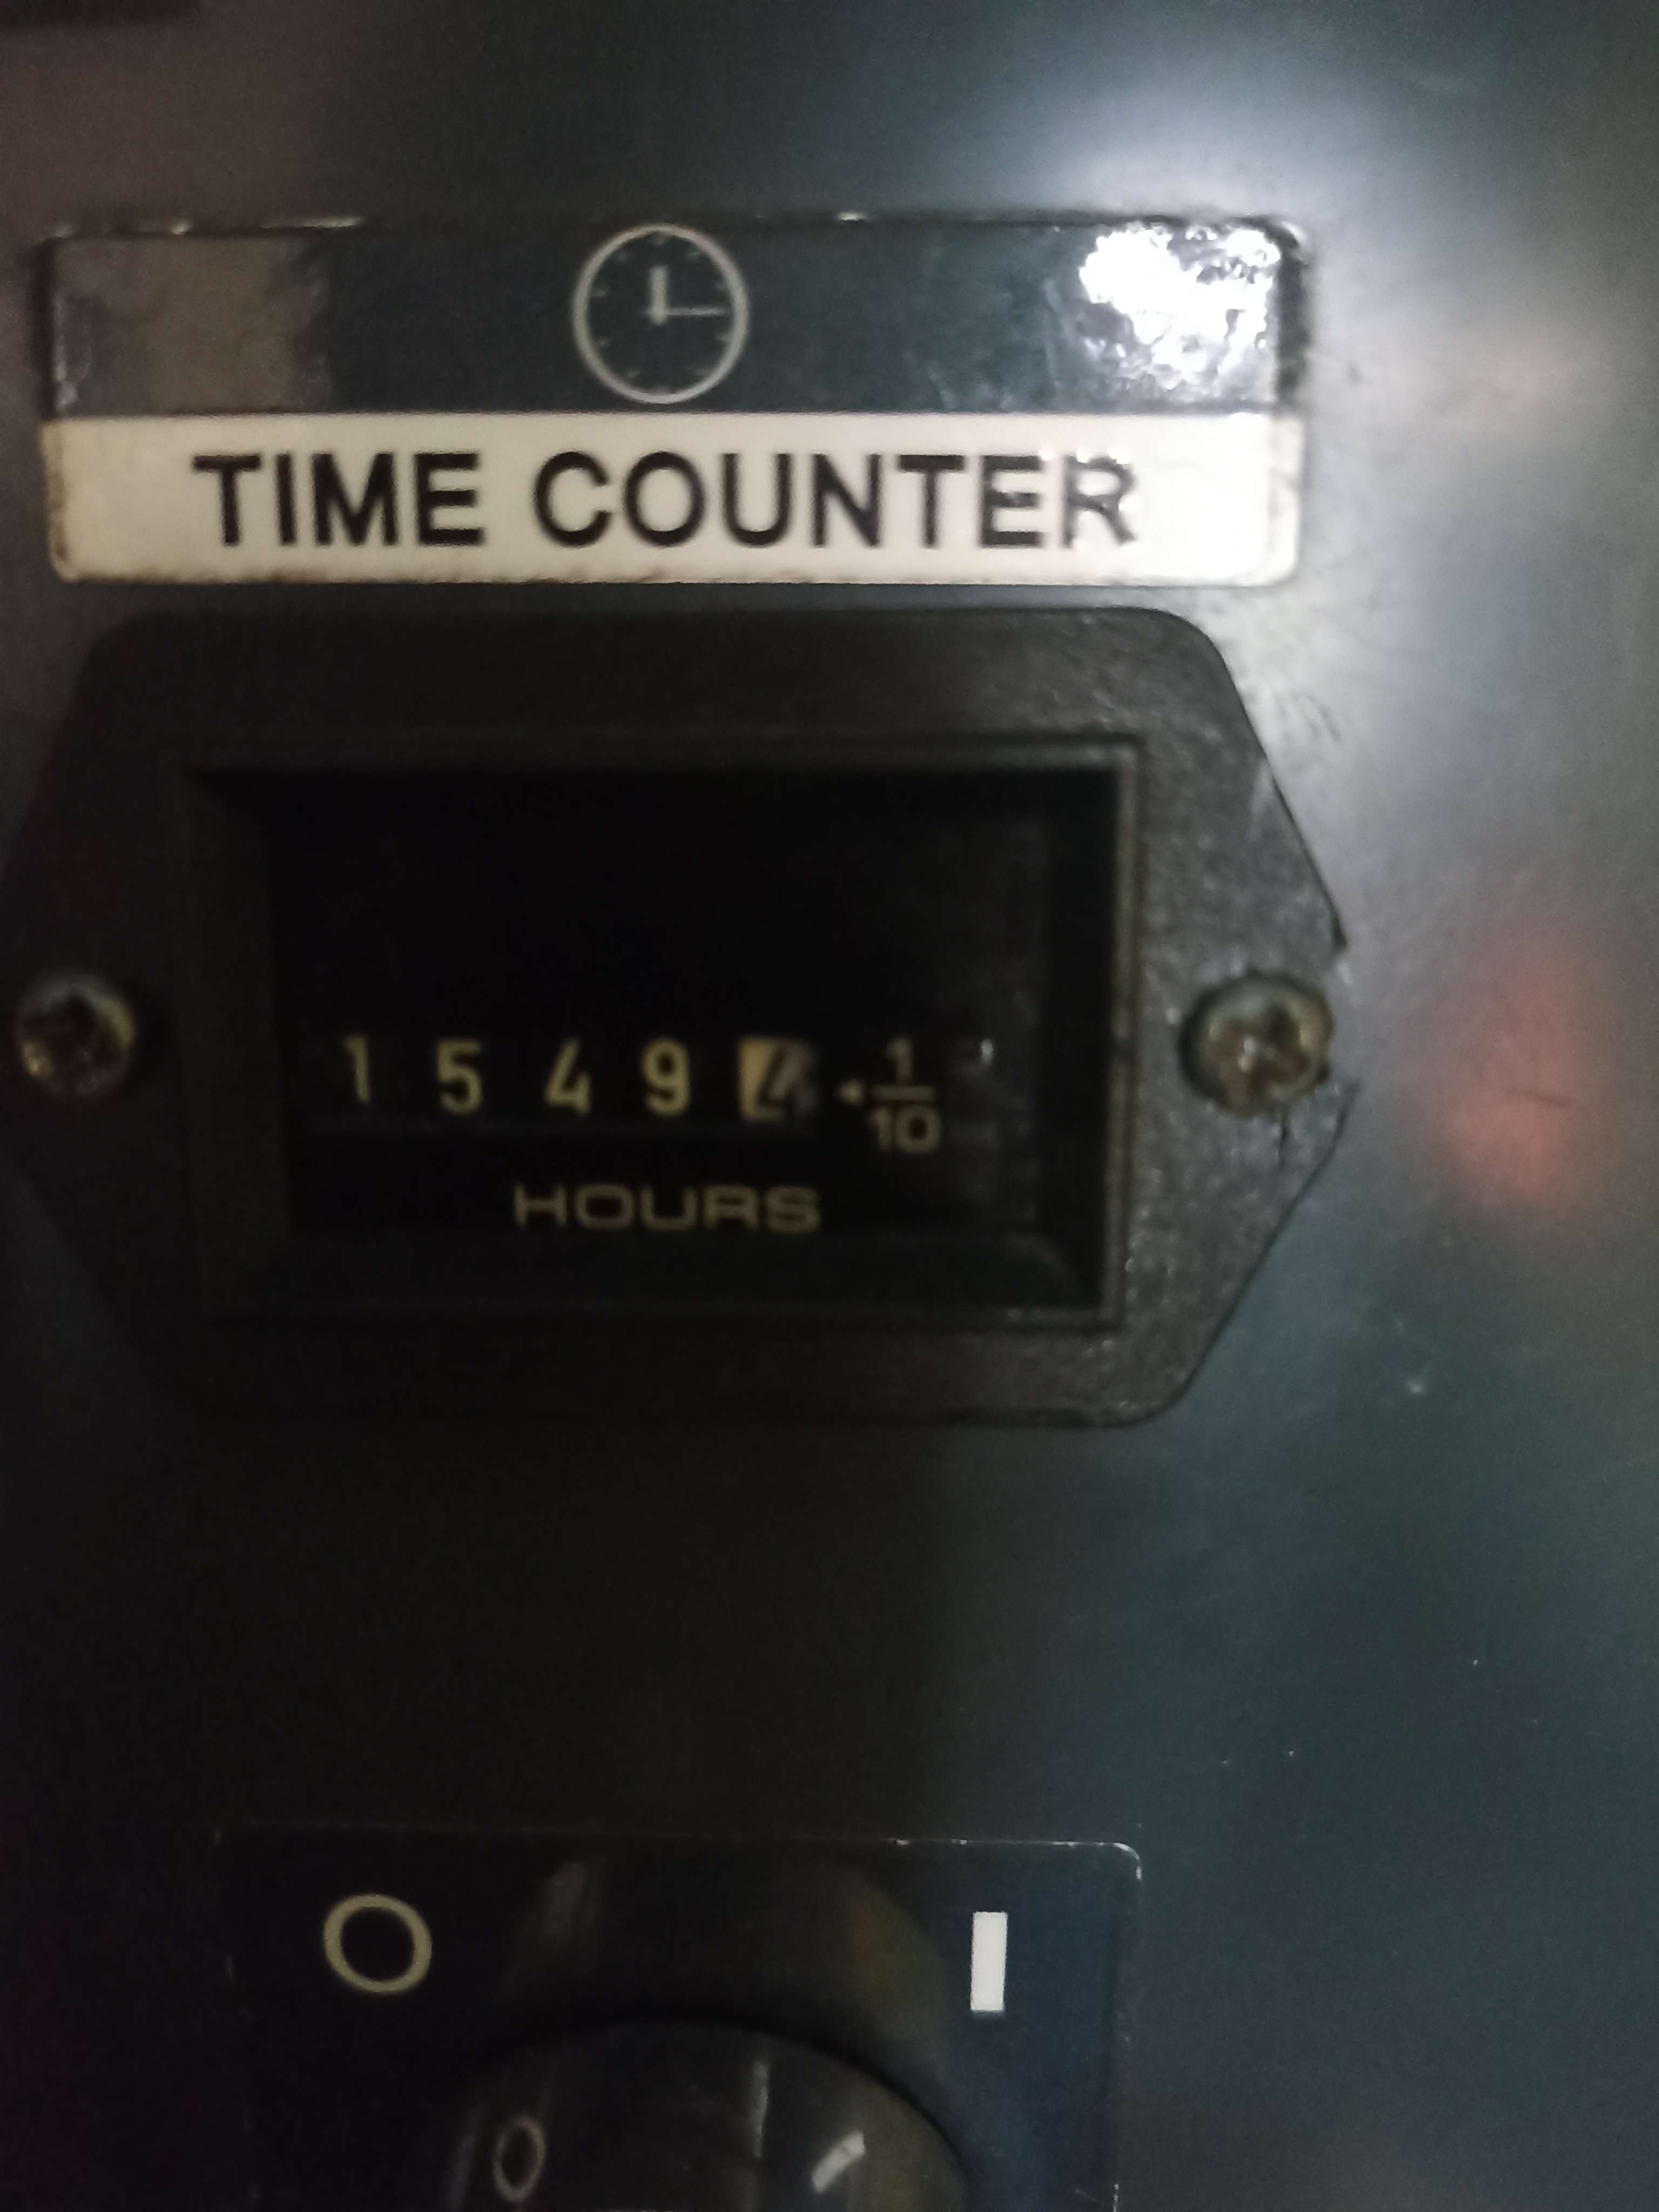 TIME COUNTER
1 5 4 9 4 1/10
HOURS
O I
O I